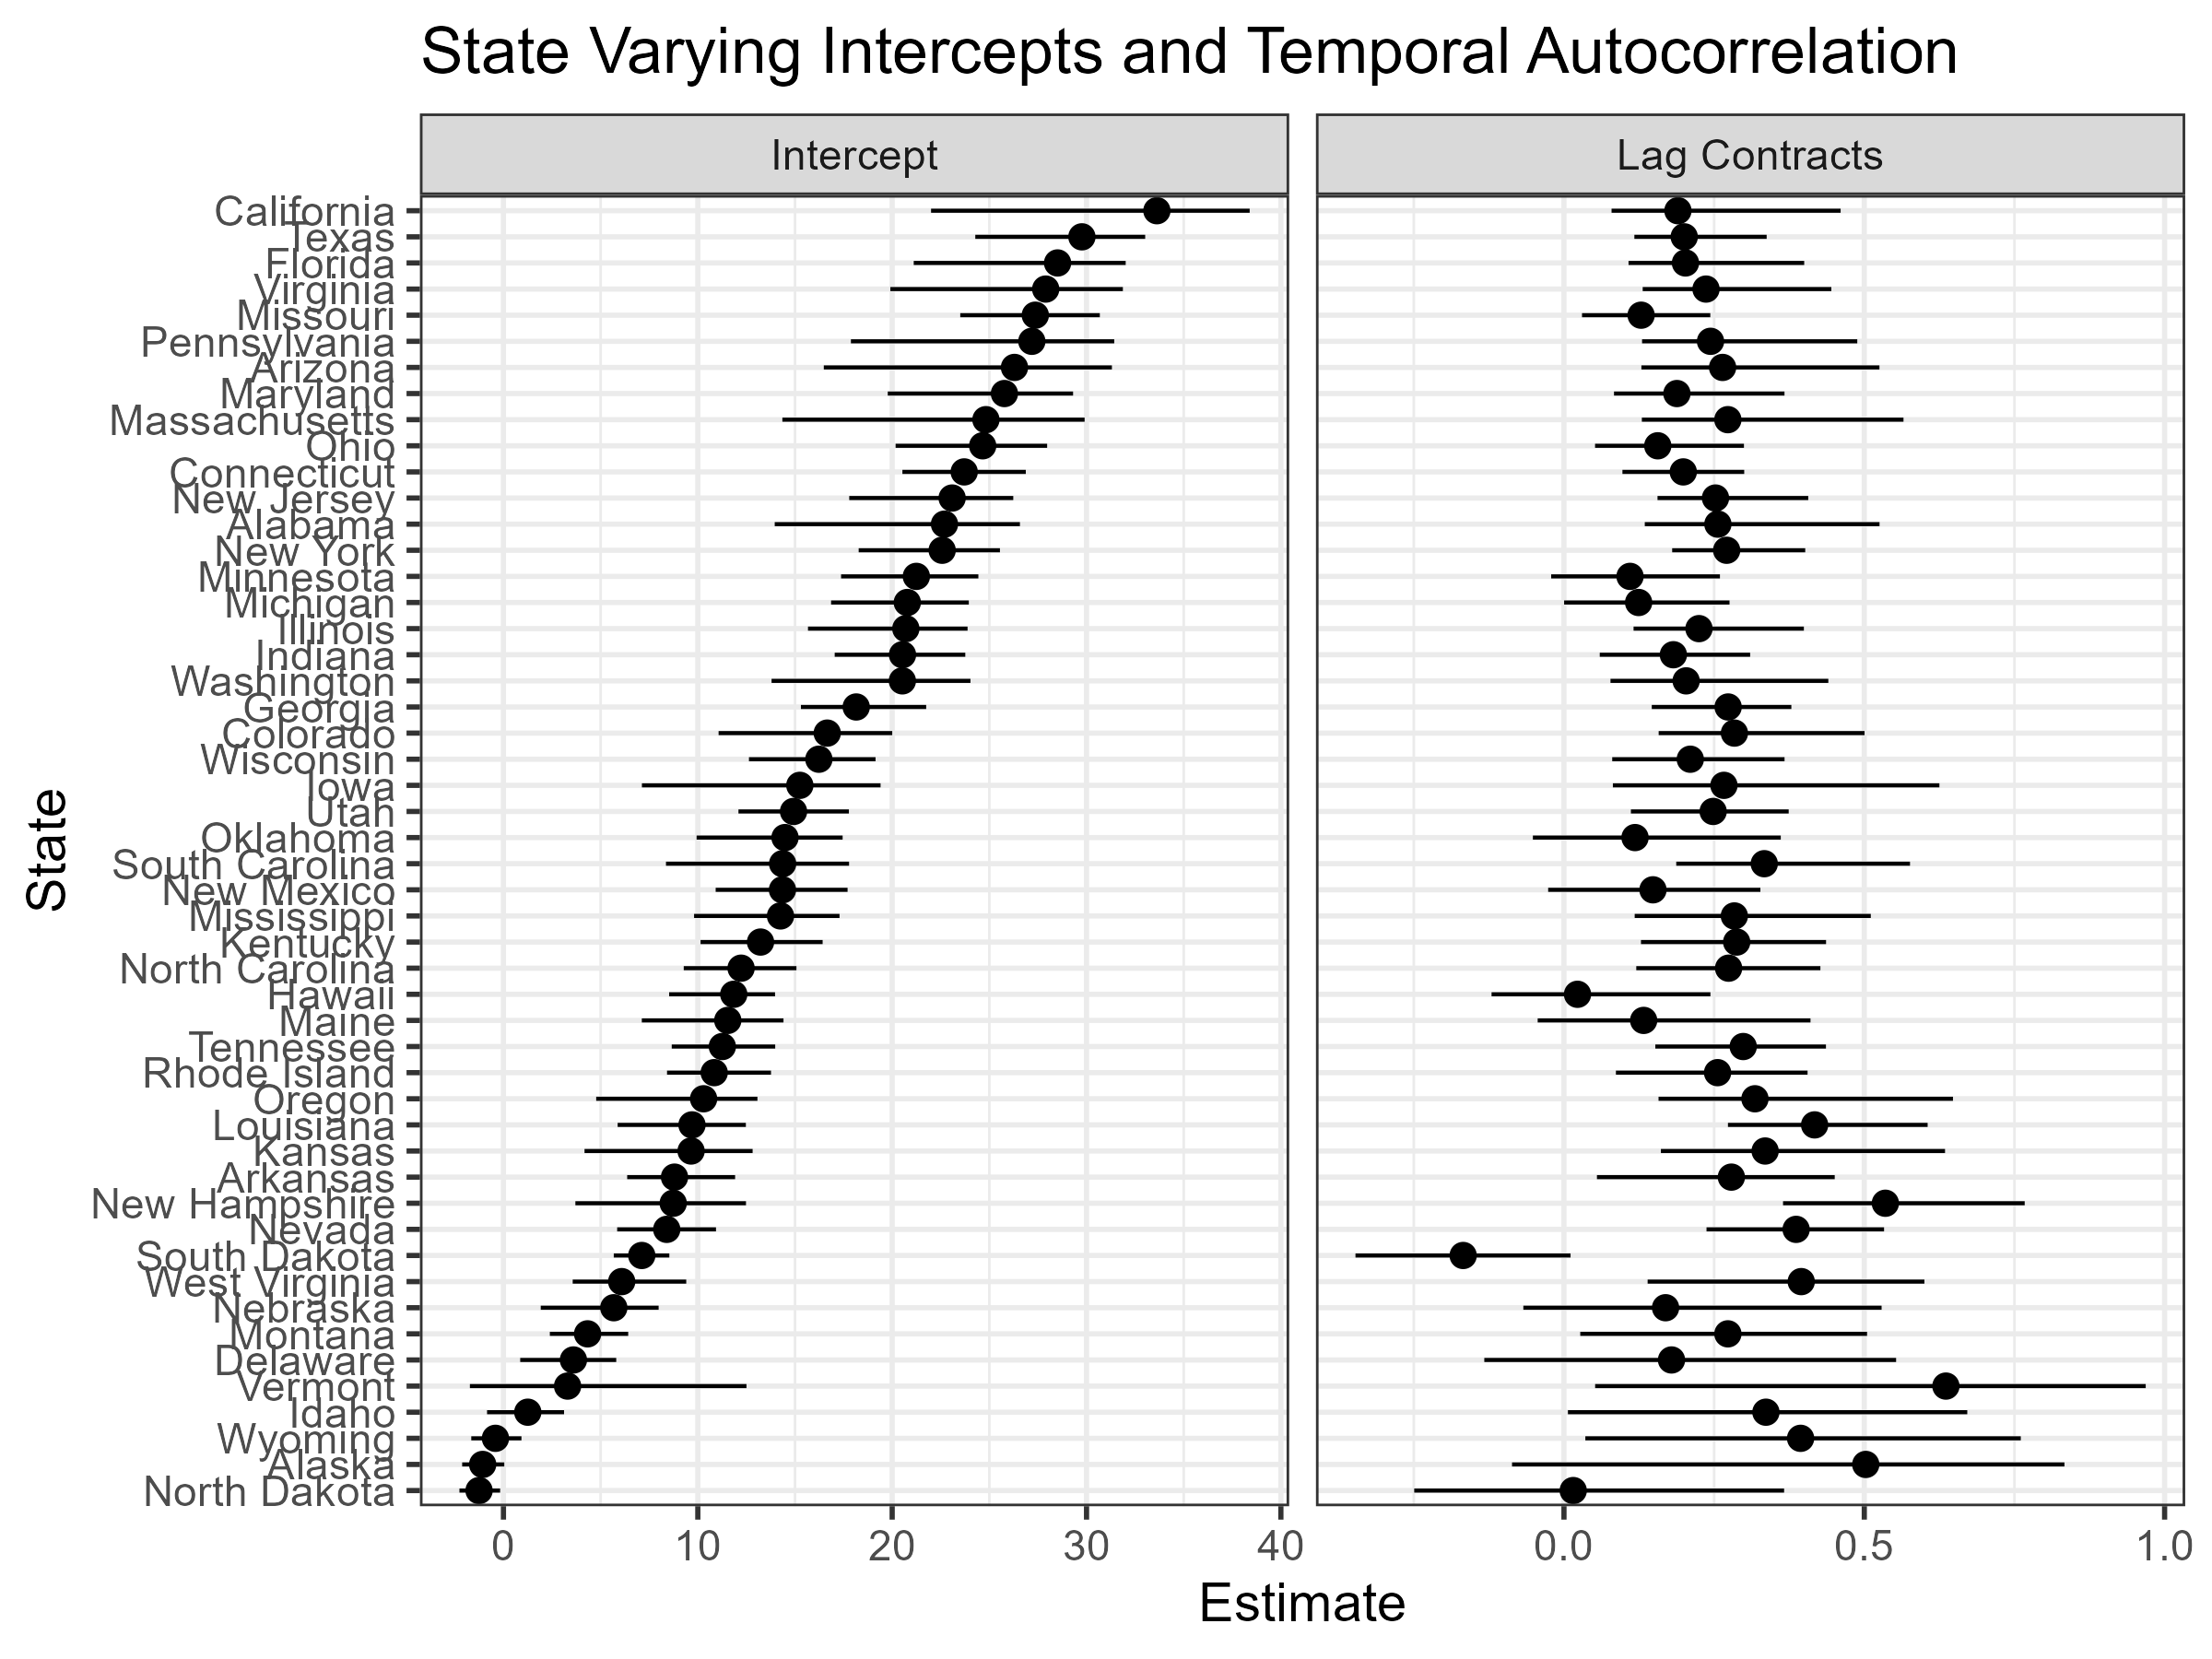 State Varying Intercepts and Temporal Autocorrelation
Intercept
Lag Contracts
State
California
Texas
Florida
Virginia
Missouri
Pennsylvania
Arizona
Maryland
Massachusetts
Ohio
Connecticut
New Jersey
Alabama
New York
Minnesota
Michigan
Illinois
Indiana
Washington
Georgia
Colorado
Wisconsin
Iowa
Utah
Oklahoma
South Carolina
New Mexico
Mississippi
Kentucky
North Carolina
Hawaii
Maine
Tennessee
Rhode Island
Oregon
Louisiana
Kansas
Arkansas
New Hampshire
Nevada
South Dakota
West Virginia
Nebraska
Montana
Delaware
Vermont
Idaho
Wyoming
Alaska
North Dakota
0 10 20 30 40
0.0 0.5 1.0
Estimate